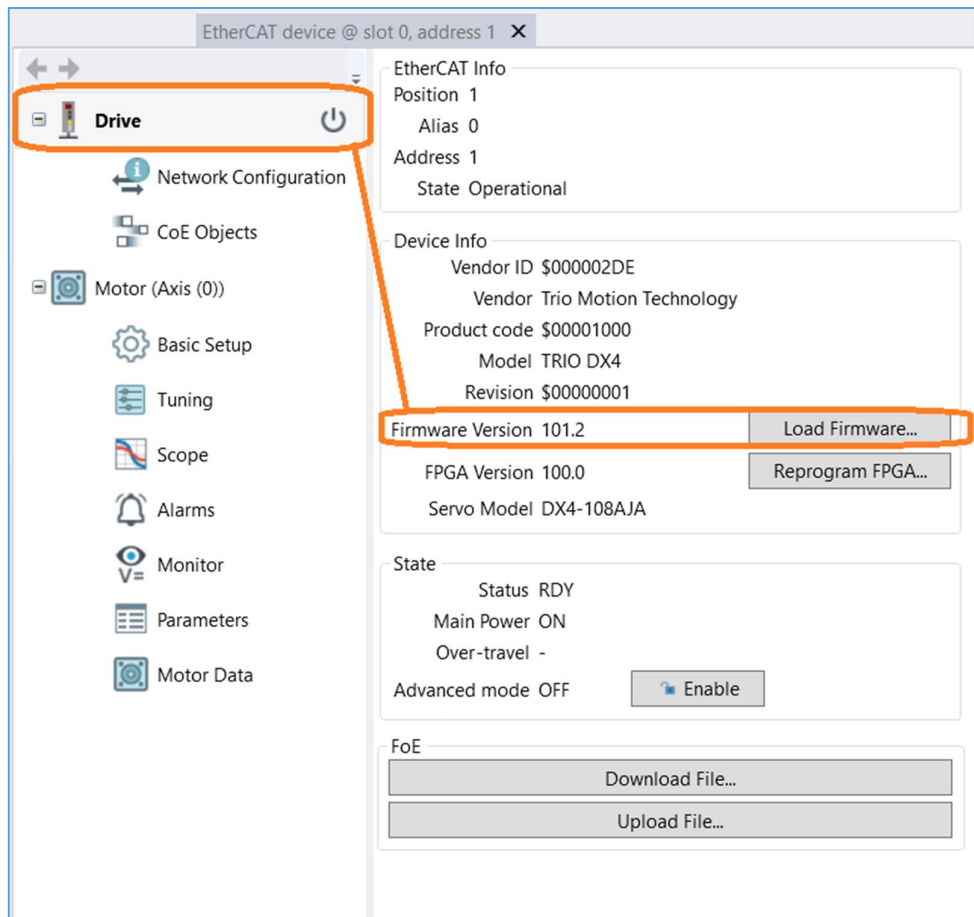 EtherCAT device @ slot 0, address 1 X
Drive
Network Configuration
CoE Objects
Motor (Axis (0))
Basic Setup
Tuning
Scope
Alarms
V=
Monitor
Parameters
Motor Data
EtherCAT Info
Position 1
Alias 0
Address 1
State Operational
Device Info
Vendor ID $000002DE
Vendor Trio Motion Technology
Product code $00001000
Model TRIO DX4
Revision $00000001
Firmware Version 101.2 Load Firmware...
FPGA Version 100.0 Reprogram FPGA...
Servo Model DX4-108AJA
State
Status RDY
Main Power ON
Over-travel -
Advanced mode OFF Enable
FoE
Download File...
Upload File...